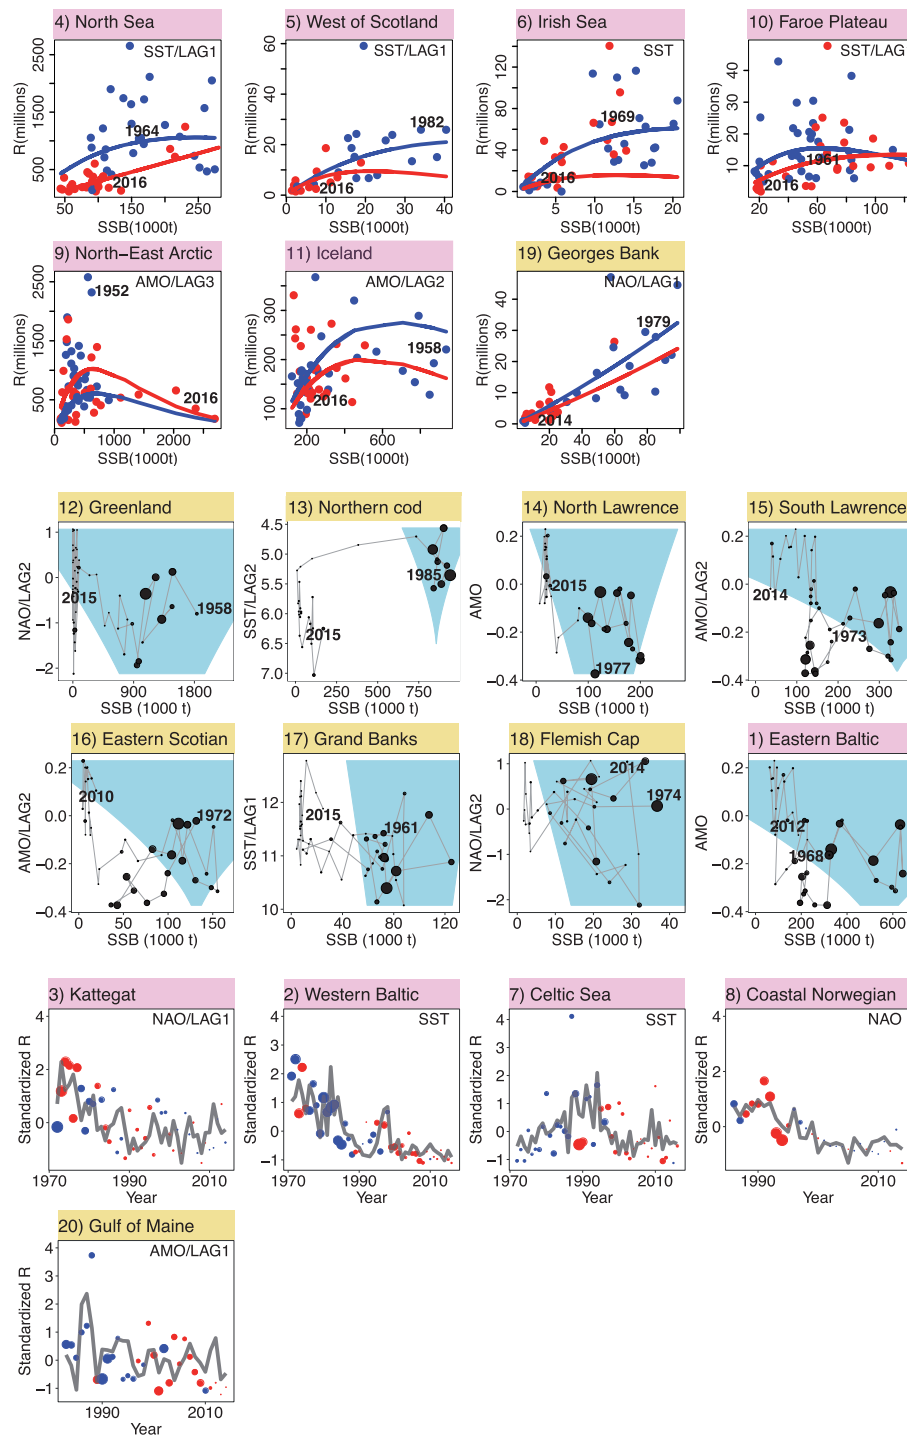 4) North Sea
SST/LAG1
R(millions)
2500
1500
500
1964
2016
50
150
250
SSB(1000t)
5) West of Scotland
SST/LAG1
R(millions)
60
40
20
0
1982
2016
0
10
20
30
40
SSB(1000t)
6) Irish Sea
SST
R(millions)
140
100
80
40
0
1969
2016
0
5
10
15
20
SSB(1000t)
10) Faroe Plateau
SST/LAG
R(millions)
40
30
20
10
1961
2016
20
40
60
80
100
SSB(1000t)
9) North−East Arctic
AMO/LAG3
R(millions)
2500
1500
500
1952
2016
0
1000
2000
SSB(1000t)
11) Iceland
AMO/LAG2
R(millions)
300
200
100
1958
2016
200
600
SSB(1000t)
19) Georges Bank
NAO/LAG1
R(millions)
40
30
20
10
0
1979
2014
20
40
60
80
SSB(1000t)
12) Greenland
NAO/LAG2
1
0
−1
−2
2015
1958
0
900
1800
SSB (1000 t)
13) Northern cod
SST/LAG2
4.5
5.0
5.5
6.0
6.5
7.0
1985
2015
0
250
500
750
SSB (1000 t)
14) North Lawrence
AMO
0.2
0.0
−0.2
−0.4
2015
1977
0
100
200
SSB (1000 t)
15) South Lawrence
AMO/LAG2
0.2
0.0
−0.2
−0.4
2014
1973
0
100
200
300
SSB (1000 t)
16) Eastern Scotian
AMO/LAG2
0.2
0.0
−0.2
−0.4
2010
1972
0
50
100
150
SSB (1000 t)
17) Grand Banks
SST/LAG1
12
11
10
2015
1961
0
40
80
120
SSB (1000 t)
18) Flemish Cap
NAO/LAG2
1
0
−1
−2
2014
1974
0
10
20
30
40
SSB (1000 t)
1) Eastern Baltic
AMO
0.2
0.0
−0.2
−0.4
2012
1968
0
200
400
600
SSB (1000 t)
3) Kattegat
NAO/LAG1
Standardized R
4
2
0
1970
1980
1990
2000
2010
Year
2) Western Baltic
SST
Standardized R
4
3
2
1
0
−1
1970
1980
1990
2000
2010
Year
7) Celtic Sea
SST
Standardized R
4
3
2
1
0
−1
1970
1980
1990
2000
2010
Year
8) Coastal Norwegian
NAO
Standardized R
4
2
0
1990
2000
2010
Year
20) Gulf of Maine
AMO/LAG1
Standardized R
4
3
2
1
0
−1
1990
2010
Year